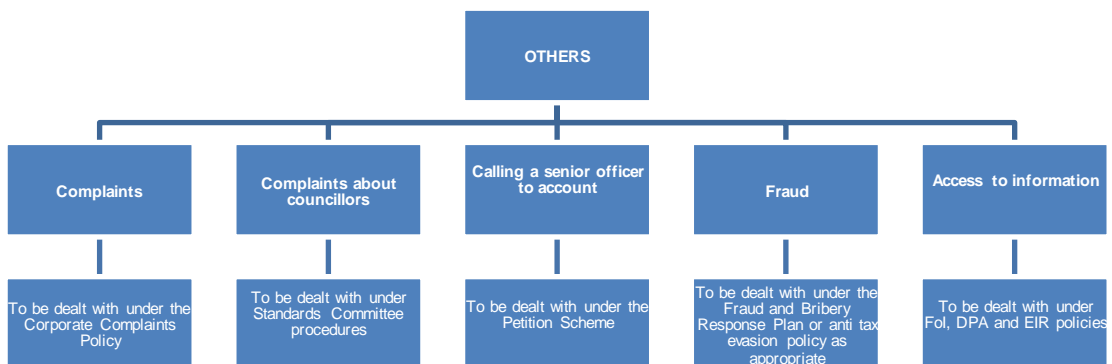 OTHERS
Complaints
Complaints about
councillors
Calling a senior officer
to account
Fraud
Access to information
To be dealt with under the
Corporate Complaints
Policy
To be dealt with under
Standards Committee
procedures
To be dealt with under the
Petition Scheme
To be dealt with under the
Fraud and Bribery
Response Plan or anti tax
evasion policy as
appropriate
To be dealt with under
FoI, DPA and EIR policies